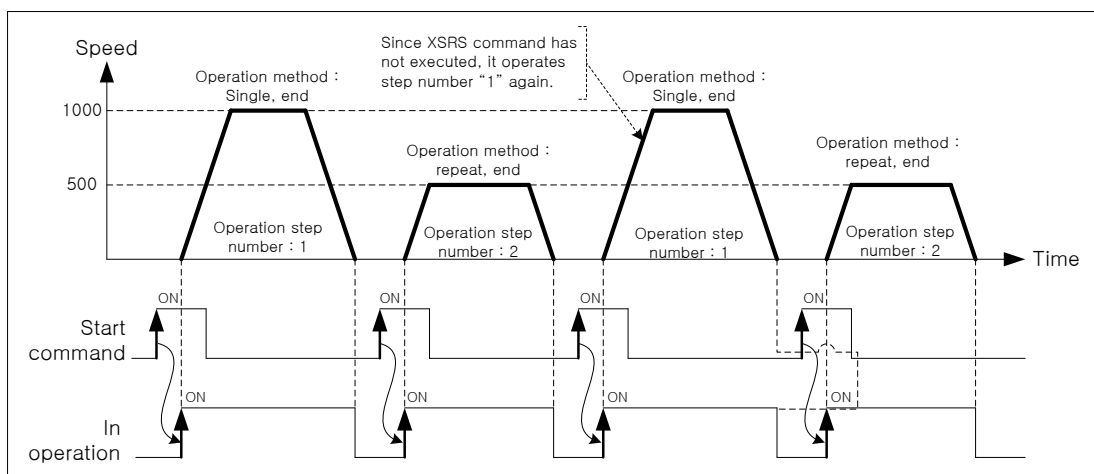 Speed
Since XSRS command has
not executed, it operates
step number “1” again.
Operation method :
Single, end
Operation method :
Single, end
1000
Operation method :
repeat, end
Operation method :
repeat, end
500
Operation step
number : 1
Operation step
number : 2
Operation step
number : 1
Operation step
number : 2
Time
ON
ON
ON
ON
Start
command
ON
ON
ON
ON
In
operation